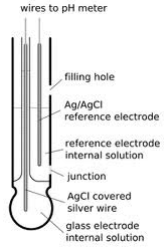 wires to pH meter
filling hole
Ag/AgCl
reference electrode
reference electrode
internal solution
junction
AgCl covered
silver wire
glass electrode
internal solution